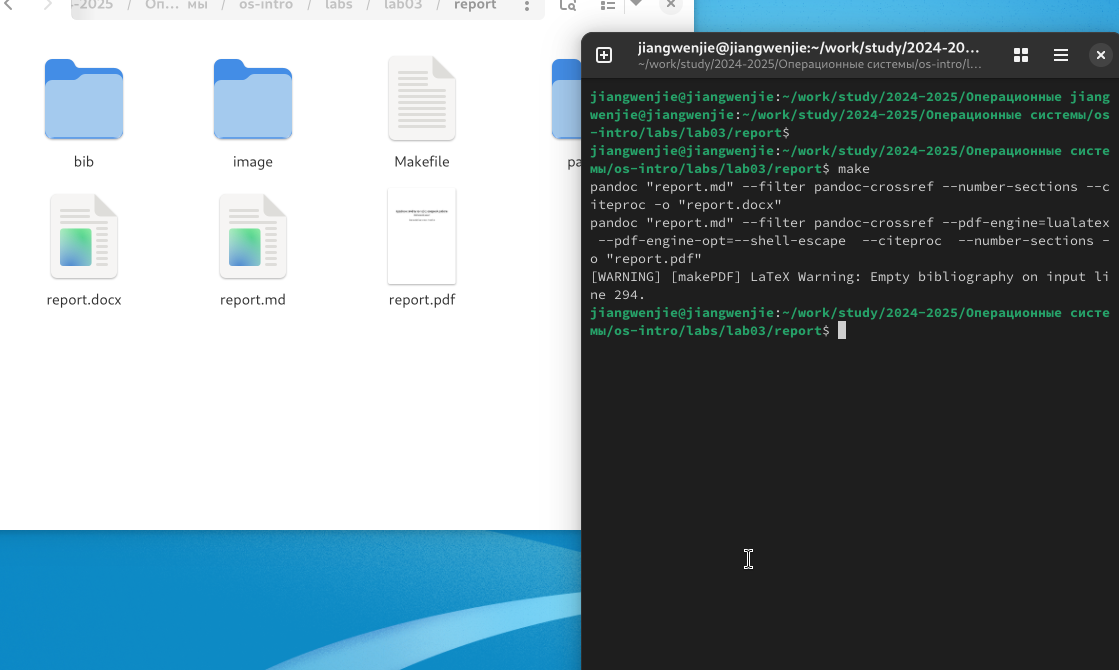 -2025 / Оп... мы / os-intro / labs / lab03 / report
bib
image
Makefile
pa
report.docx
report.md
report.pdf
jiangwenjie@jiangwenjie:~/work/study/2024-20...
~/work/study/2024-2025/Операционные системы/os-intro/l...
jiangwenjie@jiangwenjie:~/work/study/2024-2025/Операционные jiang
wenjie@jiangwenjie:~/work/study/2024-2025/Операционные системы/os
-intro/labs/lab03/report$
jiangwenjie@jiangwenjie:~/work/study/2024-2025/Операционные систе
мы/os-intro/labs/lab03/report$ make
pandoc "report.md" --filter pandoc-crossref --number-sections --c
iteproc -o "report.docx"
pandoc "report.md" --filter pandoc-crossref --pdf-engine=lualatex
 --pdf-engine-opt=--shell-escape  --citeproc  --number-sections -
o "report.pdf"
[WARNING] [makePDF] LaTeX Warning: Empty bibliography on input li
ne 294.
jiangwenjie@jiangwenjie:~/work/study/2024-2025/Операционные систе
мы/os-intro/labs/lab03/report$